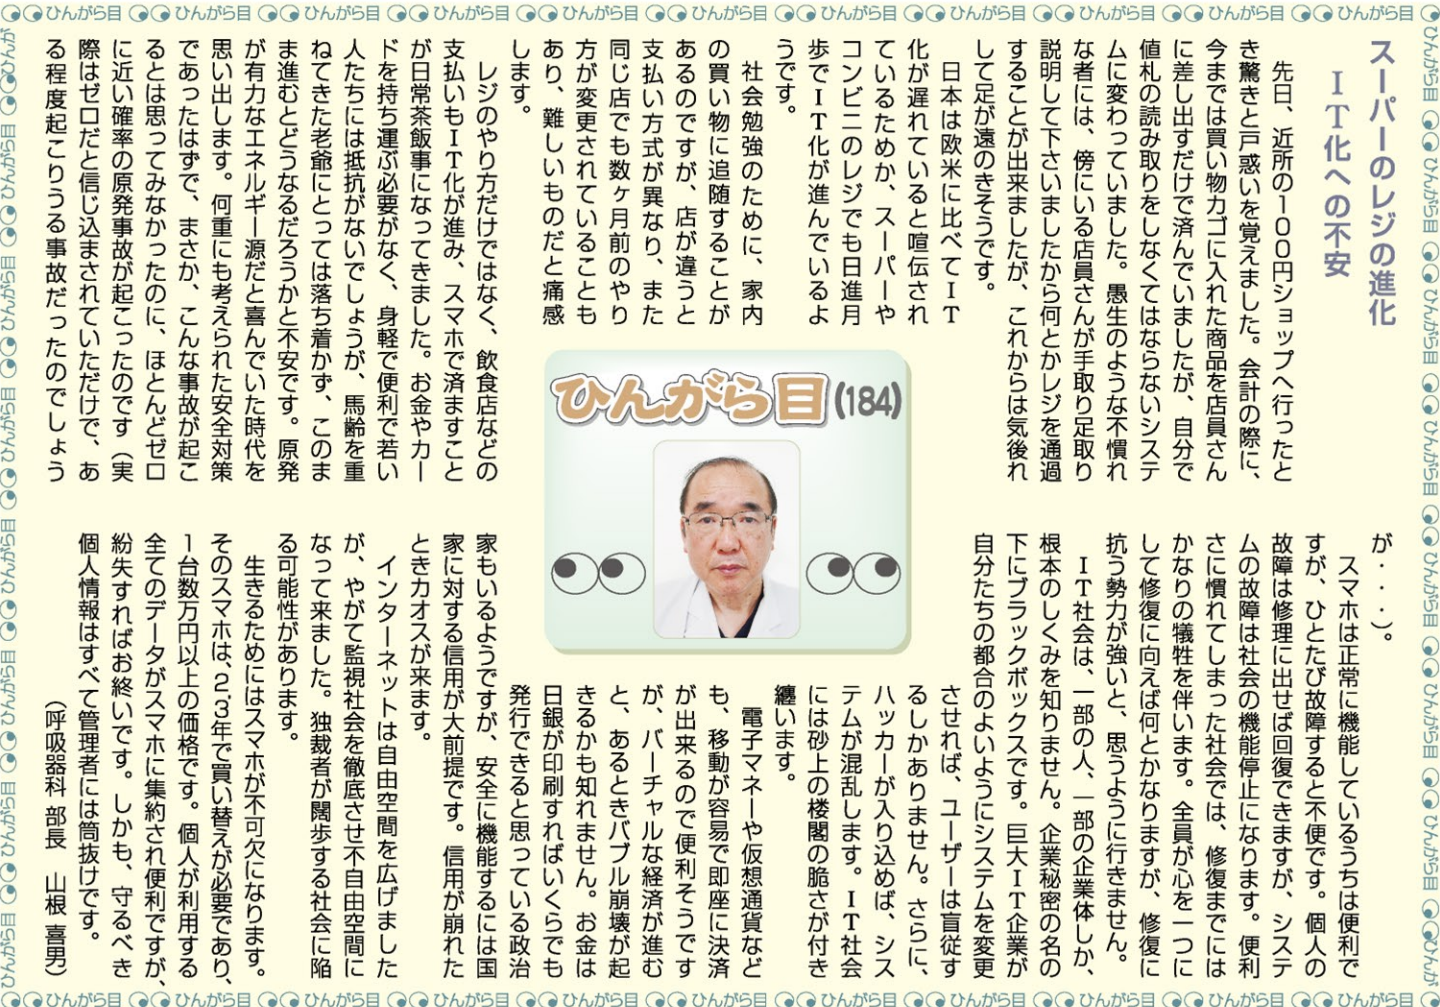 スーパーのレジの進化
ＩＴ化への不安
先日、近所の１００円ショップへ行ったと
き驚きと戸惑いを覚えました。会計の際に、
今までは買い物カゴに入れた商品を店員さん
に差し出すだけで済んでいましたが、自分で
値札の読み取りをしなくてはならないシステ
ムに変わっていました。愚生のような不慣れ
な者には、傍にいる店員さんが手取り足取り
説明して下さいましたから何とかレジを通過
することが出来ましたが、これからは気後れ
して足が遠のきそうです。
日本は欧米に比べてＩＴ
化が遅れていると喧伝され
ているためか、スーパーや
コンビニのレジでも日進月
歩でＩＴ化が進んでいるよ
うです。
社会勉強のために、家内
の買い物に追随することが
あるのですが、店が違うと
支払い方式が異なり、また
同じ店でも数ヶ月前のやり
方が変更されていることも
あり、難しいものだと痛感
します。
レジのやり方だけではなく、飲食店などの
支払いもＩＴ化が進み、スマホで済ますこと
が日常茶飯事になってきました。お金やカー
ドを持ち運ぶ必要がなく、身軽で便利で若い
人たちには抵抗がないでしょうが、馬齢を重
ねてきた老爺にとっては落ち着かず、このま
ま進むとどうなるだろうかと不安です。原発
が有力なエネルギー源だと喜んでいた時代を
思い出します。何重にも考えられた安全対策
であったはずで、まさか、こんな事故が起こ
るとは思ってみなかったのに、ほとんどゼロ
に近い確率の原発事故が起こったのです（実
際はゼロだと信じ込まされていただけで、あ
る程度起こりうる事故だったのでしょう
が・・・）。
スマホは正常に機能しているうちは便利で
すが、ひとたび故障すると不便です。個人の
故障は修理に出せば回復できますが、システ
ムの故障は社会の機能停止になります。便利
さに慣れてしまった社会では、修復までには
かなりの犠牲を伴います。全員が心を一つに
して修復に向えば何とかなりますが、修復に
抗う勢力が強いと、思うように行きません。
ＩＴ社会は、一部の人、一部の企業体しか、
根本のしくみを知りません。企業秘密の名の
下にブラックボックスです。巨大ＩＴ企業が
自分たちの都合のよいようにシステムを変更
させれば、ユーザーは盲従す
るしかありません。さらに、
ハッカーが入り込めば、シス
テムが混乱します。ＩＴ社会
には砂上の楼閣の脆さが付き
纏います。
電子マネーや仮想通貨など
も、移動が容易で即座に決済
が出来るので便利そうです
が、バーチャルな経済が進む
と、あるときバブル崩壊が起
きるかも知れません。お金は
日銀が印刷すればいくらでも
発行できると思っている政治
家もいるようですが、安全に機能するには国
家に対する信用が大前提です。信用が崩れた
ときカオスが来ます。
インターネットは自由空間を広げました
が、やがて監視社会を徹底させ不自由空間に
なって来ました。独裁者が闊歩する社会に陥
る可能性があります。
生きるためにはスマホが不可欠になります。
そのスマホは、２,３年で買い替えが必要であり、
１台数万円以上の価格です。個人が利用する
全てのデータがスマホに集約され便利ですが、
紛失すればお終いです。しかも、守るべき
個人情報はすべて管理者には筒抜けです。
（呼吸器科 部長　山根 喜男）
ひんがら目(184)
ひんがら目 ひんがら目 ひんがら目 ひんがら目 ひんがら目 ひんがら目 ひんがら目 ひんがら目 ひんがら目 ひんがら目 ひんがら目